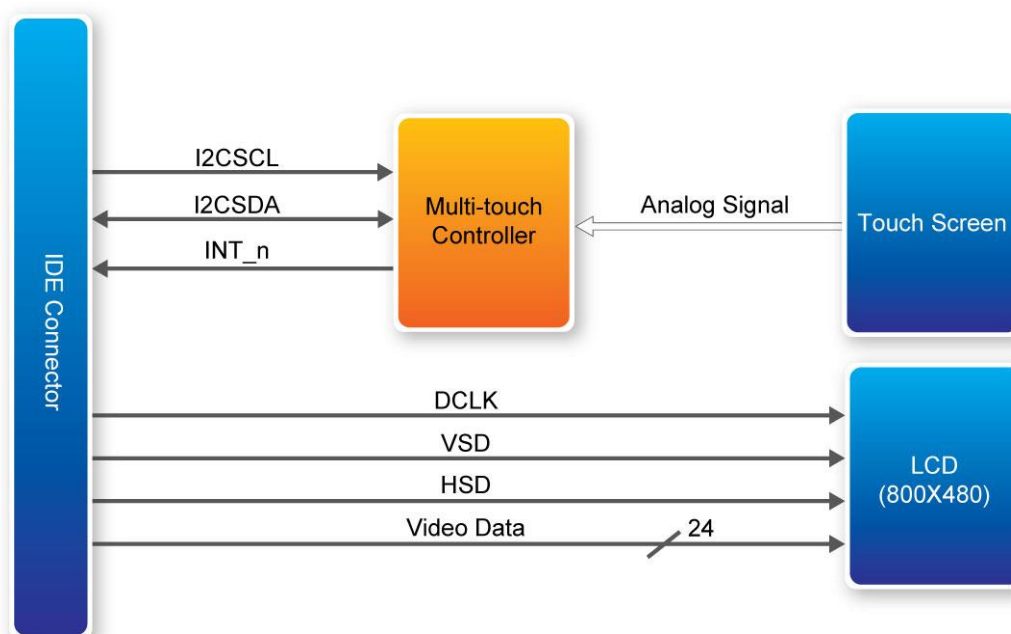 IDE Connector
I2CSCL
I2CSDA
INT_n
Multi-touch
Controller
Analog Signal
Touch Screen
DCLK
VSD
HSD
Video Data
24
LCD
(800X480)